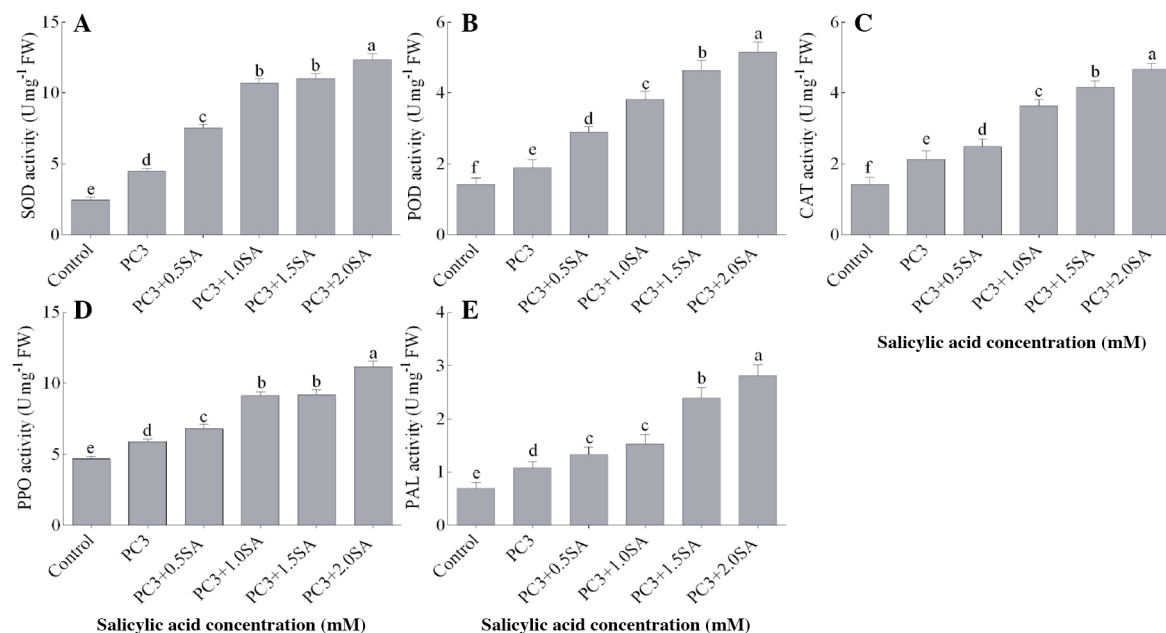 A
SOD activity (U mg⁻¹ FW)
15
10
5
0
e
d
c
b
b
a
Control
PC3
PC3+0.5SA
PC3+1.0SA
PC3+1.5SA
PC3+2.0SA
B
POD activity (U mg⁻¹ FW)
6
4
2
0
f
e
d
c
b
a
Control
PC3
PC3+0.5SA
PC3+1.0SA
PC3+1.5SA
PC3+2.0SA
C
CAT activity (U mg⁻¹ FW)
6
4
2
0
f
e
d
c
b
a
Control
PC3
PC3+0.5SA
PC3+1.0SA
PC3+1.5SA
PC3+2.0SA
Salicylic acid concentration (mM)
D
PPO activity (U mg⁻¹ FW)
15
10
5
0
e
d
c
b
b
a
Control
PC3
PC3+0.5SA
PC3+1.0SA
PC3+1.5SA
PC3+2.0SA
Salicylic acid concentration (mM)
E
PAL activity (U mg⁻¹ FW)
4
3
2
1
0
e
d
c
c
b
a
Control
PC3
PC3+0.5SA
PC3+1.0SA
PC3+1.5SA
PC3+2.0SA
Salicylic acid concentration (mM)